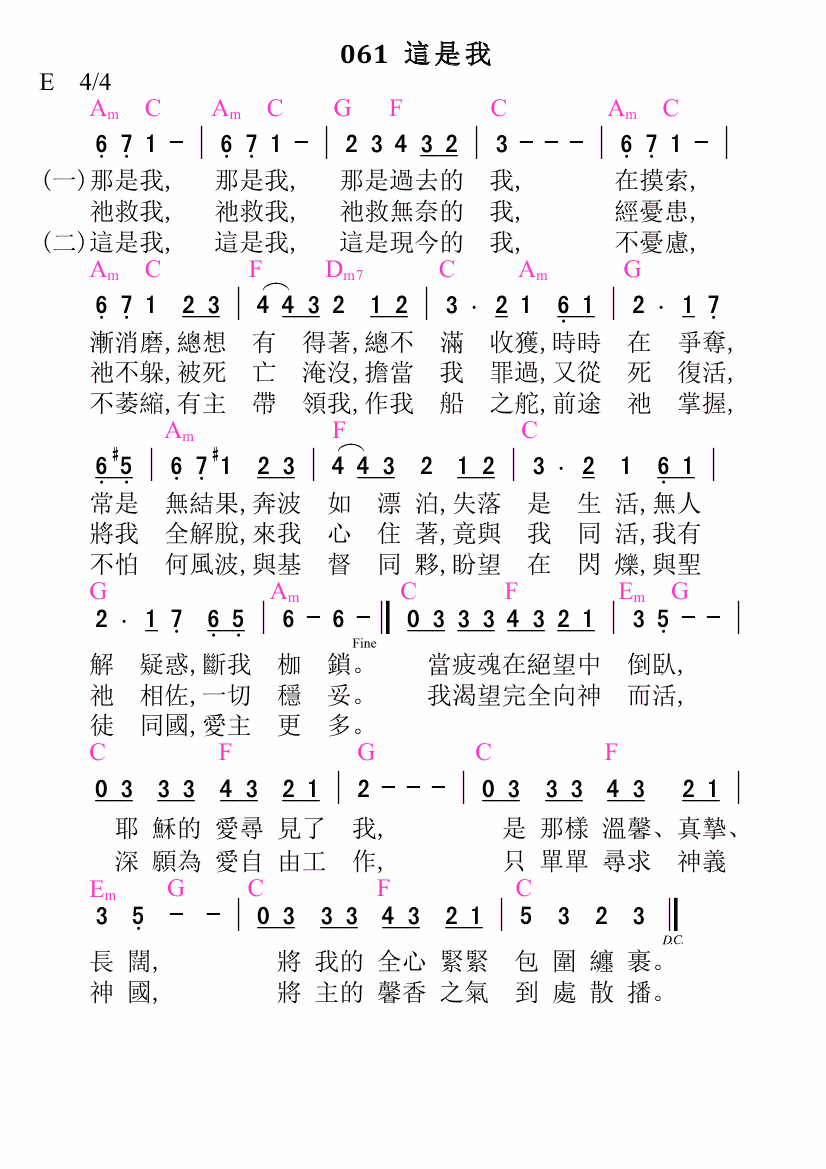 061 這是我
E 4/4
Am C Am C G F C Am C
6 7 1 - | 6 7 1 - | 2 3 4 3 2 | 3 - - - | 6 7 1 - |
(一)那是我, 那是我, 那是過去的 我, 在摸索,
祂救我, 祂救我, 祂救無奈的 我, 經憂患,
(二)這是我, 這是我, 這是現今的 我, 不憂慮,
Am C F Dm7 C Am G
6 7 1 2 3 | 4 4 3 2 1 2 | 3 · 2 1 6 1 | 2 · 1 7
漸消磨,總想 有 得著,總不 滿 收獲,時時 在 爭奪,
祂不躲,被死 亡 淹沒,擔當 我 罪過,又從 死 復活,
不萎縮,有主 帶 領我,作我 船 之舵,前途 祂 掌握,
Am F C
6 #5 | 6 7 #1 2 3 | 4 4 3 2 1 2 | 3 · 2 1 6 1 |
常是 無結果,奔波 如 漂 泊,失落 是 生 活,無人
將我 全解脫,來我 心 住 著,竟與 我 同 活,我有
不怕 何風波,與基 督 同 夥,盼望 在 閃 爍,與聖
G Am C F Em G
2 · 1 7 6 5 | 6 - 6 - || 0 3 3 3 4 3 2 1 | 3 5 - - |
Fine
解 疑惑,斷我 枷 鎖。 當疲魂在絕望中 倒臥,
祂 相佐,一切 穩 妥。 我渴望完全向神 而活,
徒 同國,愛主 更 多。
C F G C F
0 3 3 3 4 3 2 1 | 2 - - - | 0 3 3 3 4 3 2 1 |
耶 穌的 愛尋 見了 我, 是 那樣 溫馨、真摯、
深 願為 愛自 由工 作, 只 單單 尋求 神義
Em G C F C
3 5 - - | 0 3 3 3 4 3 2 1 | 5 3 2 3 ||
D.C.
長 闊, 將 我的 全心 緊緊 包 圍 纏 裹。
神 國, 將 主的 馨香 之氣 到 處 散 播。